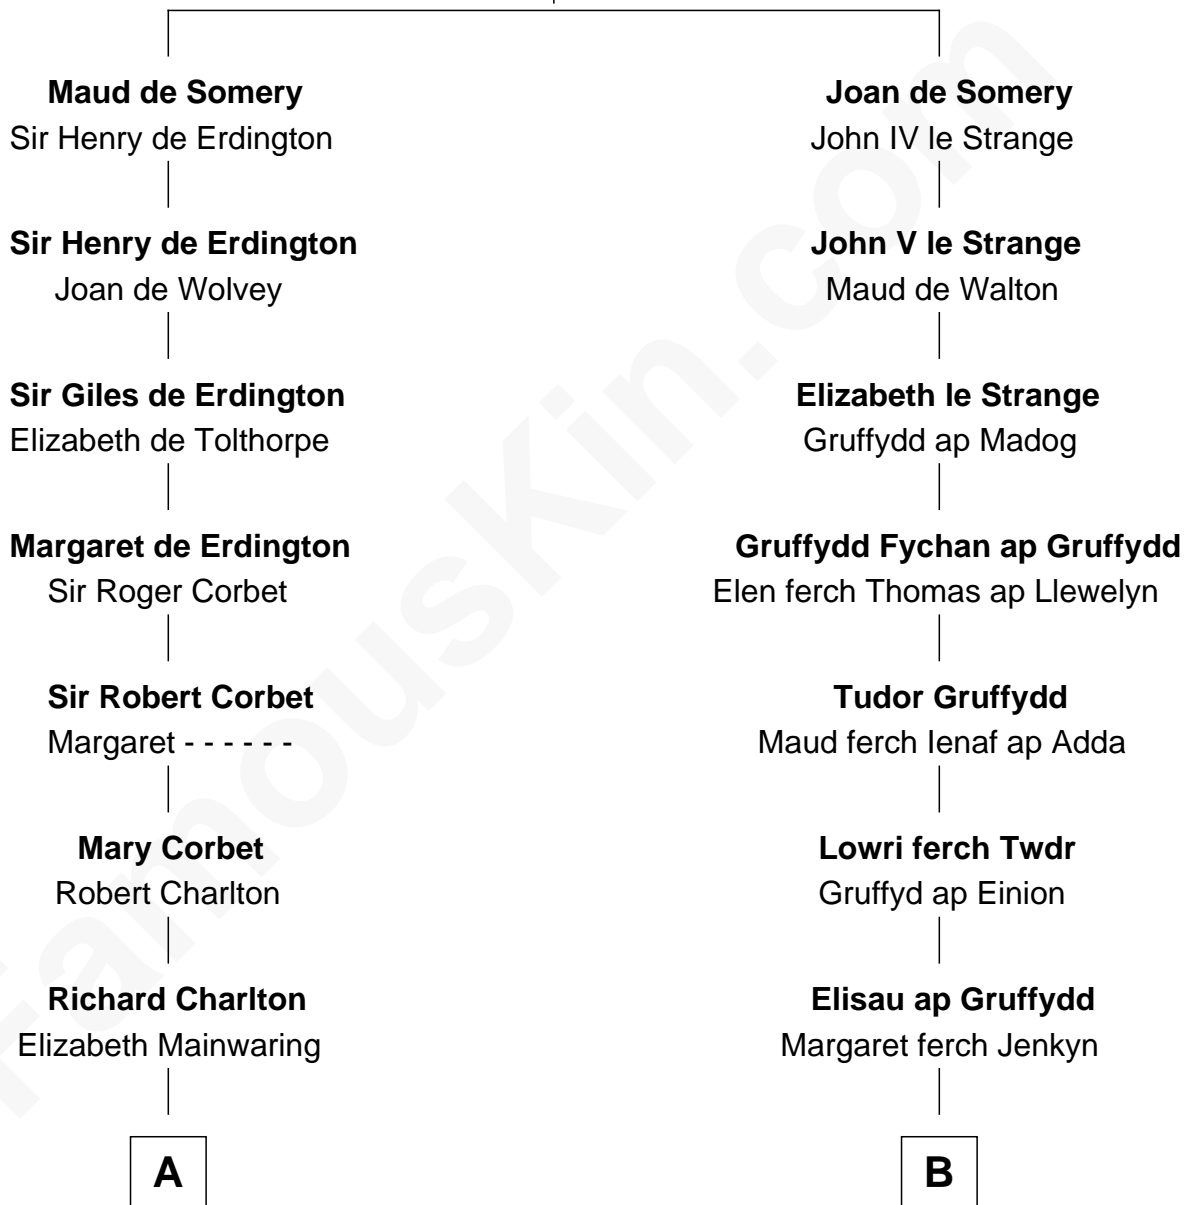 Maud de Somery
Sir Henry de Erdington
Sir Henry de Erdington
Joan de Wolvey
Sir Giles de Erdington
Elizabeth de Tolthorpe
Margaret de Erdington
Sir Roger Corbet
Sir Robert Corbet
Margaret - - - - - -
Mary Corbet
Robert Charlton
Richard Charlton
Elizabeth Mainwaring
A
Joan de Somery
John IV le Strange
John V le Strange
Maud de Walton
Elizabeth le Strange
Gruffydd ap Madog
Gruffydd Fychan ap Gruffydd
Elen ferch Thomas ap Llewelyn
Tudor Gruffydd
Maud ferch Ienaf ap Adda
Lowri ferch Twdr
Gruffyd ap Einion
Elisau ap Gruffydd
Margaret ferch Jenkyn
B
FamousKin.com